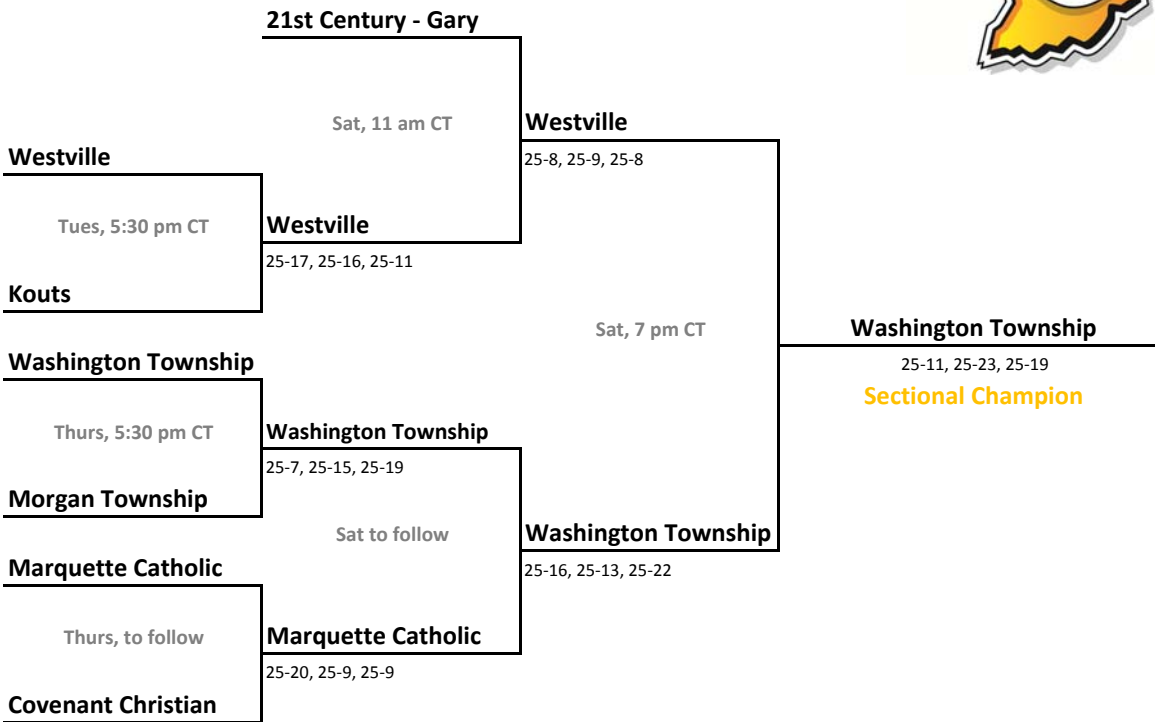 21st Century - Gary
Sat, 11 am CT
Westville
Westville
25-8, 25-9, 25-8
Tues, 5:30 pm CT
Westville
25-17, 25-16, 25-11
Kouts
Sat, 7 pm CT
Washington Township
Washington Township
25-11, 25-23, 25-19
Sectional Champion
Thurs, 5:30 pm CT
Washington Township
25-7, 25-15, 25-19
Morgan Township
Sat to follow
Washington Township
Marquette Catholic
25-16, 25-13, 25-22
Thurs, to follow
Marquette Catholic
25-20, 25-9, 25-9
Covenant Christian